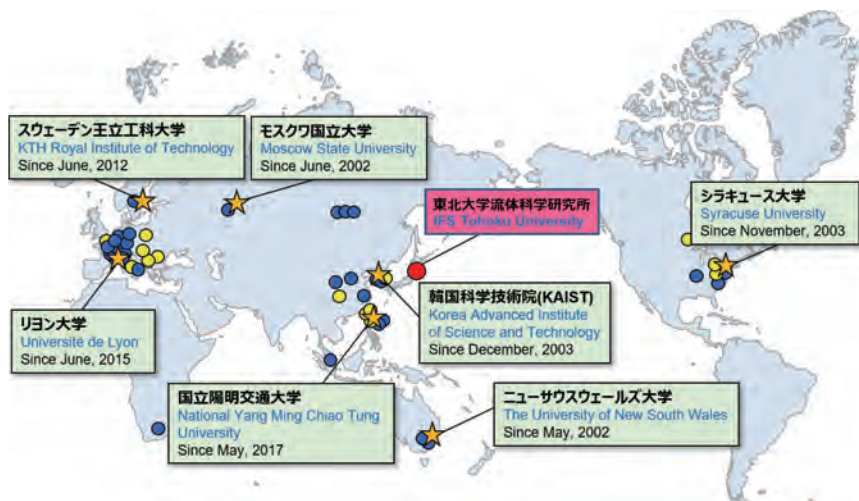 スウェーデン王立工科大学
KTH Royal Institute of Technology
Since June, 2012
モスクワ国立大学
Moscow State University
Since June, 2002
東北大学流体科学研究所
IFS Tohoku University
シラキュース大学
Syracuse University
Since November, 2003
リヨン大学
Université de Lyon
Since June, 2015
韓国科学技術院(KAIST)
Korea Advanced Institute
of Science and Technology
Since December, 2003
国立陽明交通大学
National Yang Ming Chiao Tung
University
Since May, 2017
ニューサウスウェールズ大学
The University of New South Wales
Since May, 2002